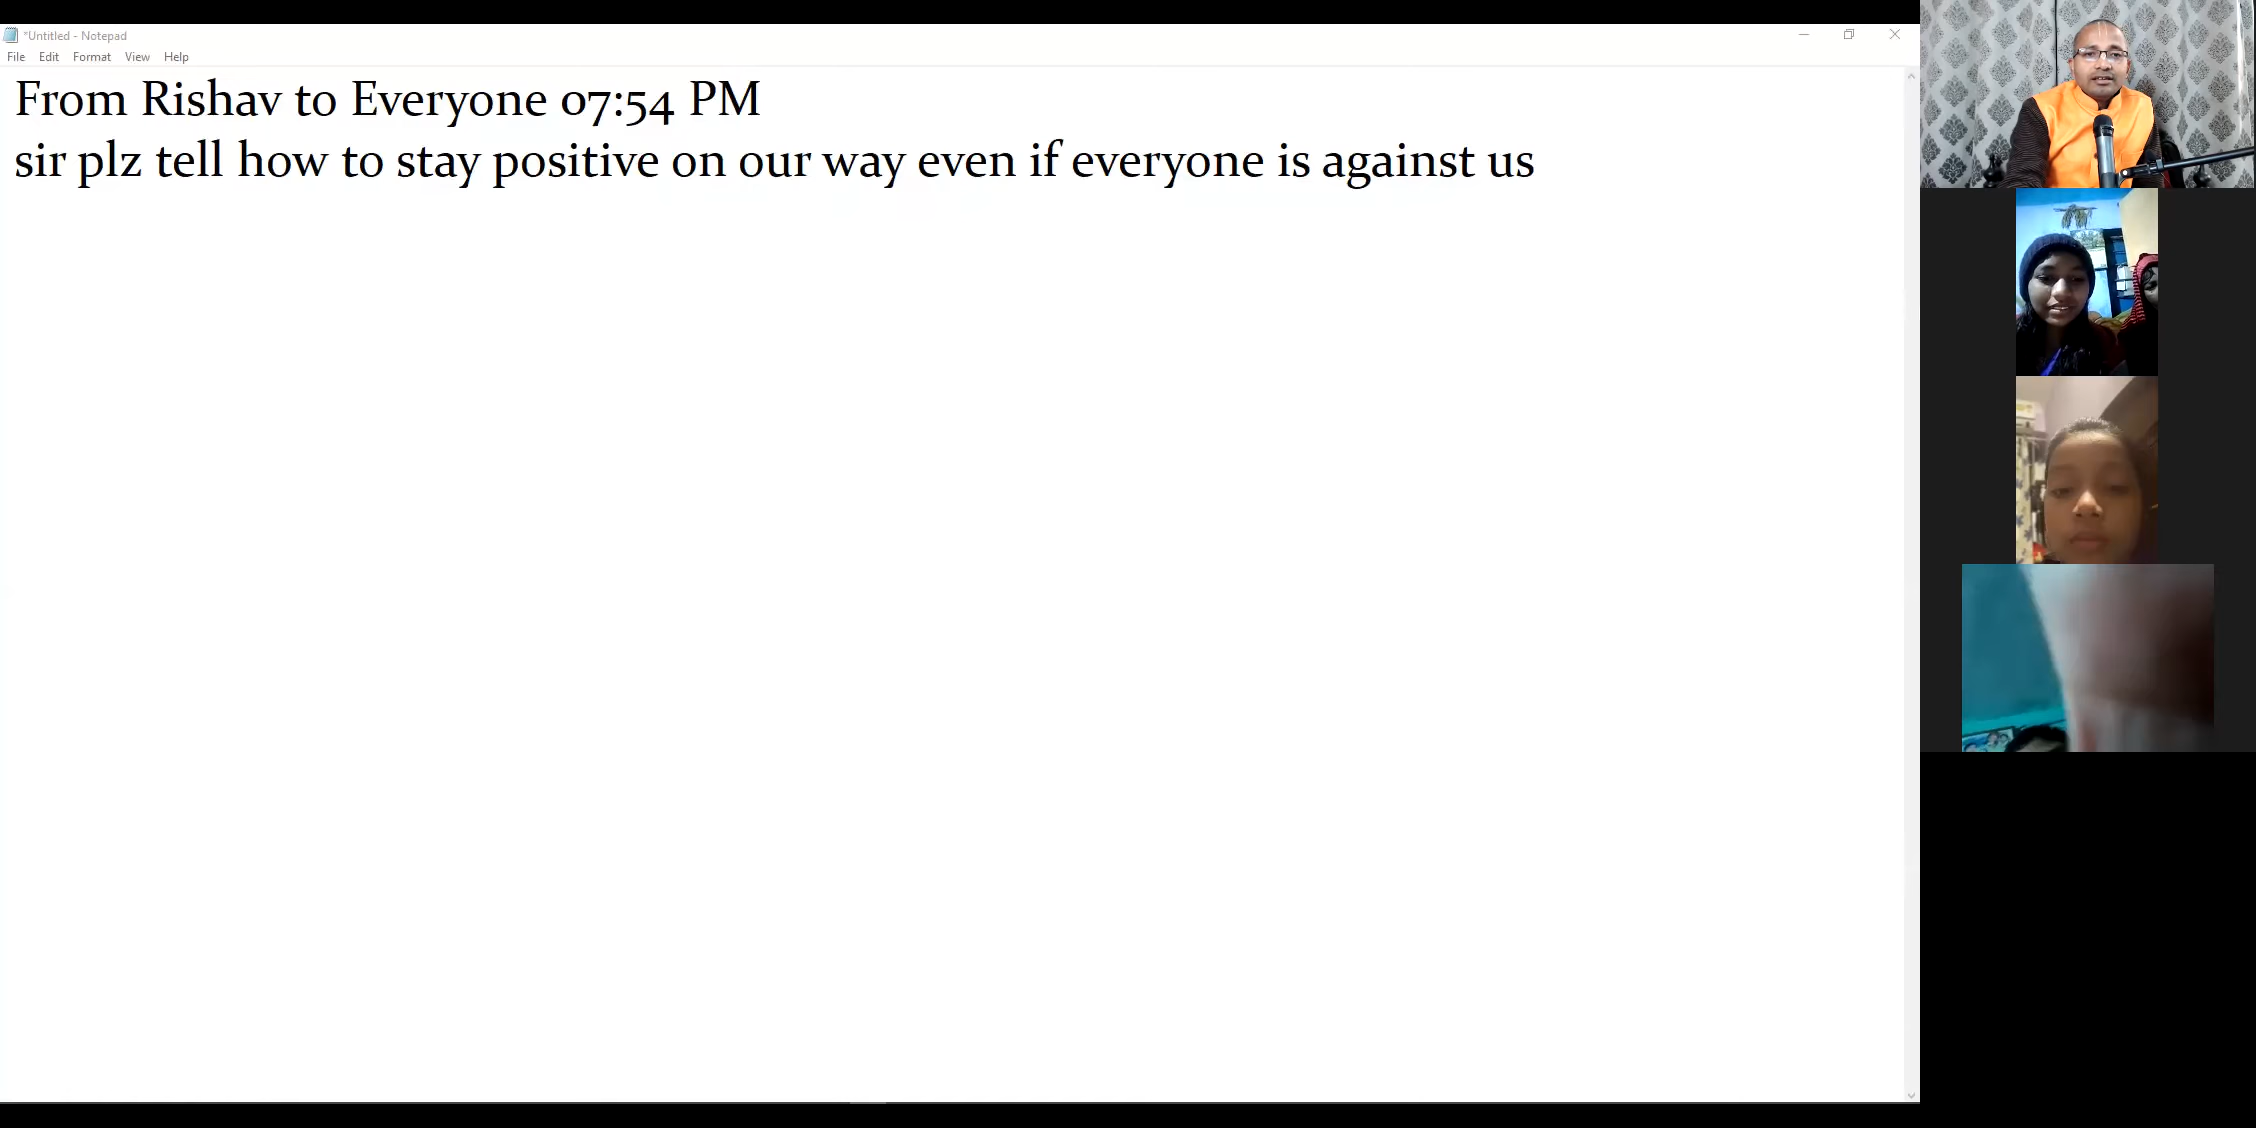 *Untitled - Notepad
File Edit Format View Help
From Rishav to Everyone 07:54 PM
sir plz tell how to stay positive on our way even if everyone is against us